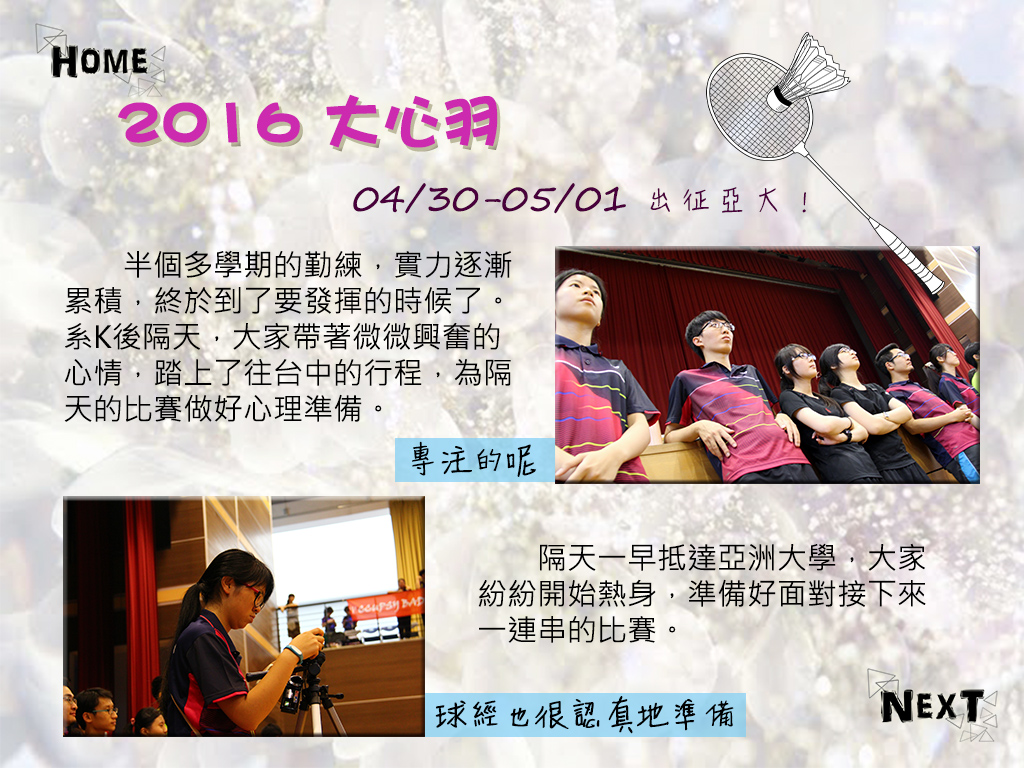 HOME
2016 大心羽
04/30-05/01 出征亞大！
半個多學期的勤練，實力逐漸
累積，終於到了要發揮的時候了。
系K後隔天，大家帶著微微興奮的
心情，踏上了往台中的行程，為隔
天的比賽做好心理準備。
專注的呢
隔天一早抵達亞洲大學，大家
紛紛開始熱身，準備好面對接下來
一連串的比賽。
球經也很認真地準備
NEXT